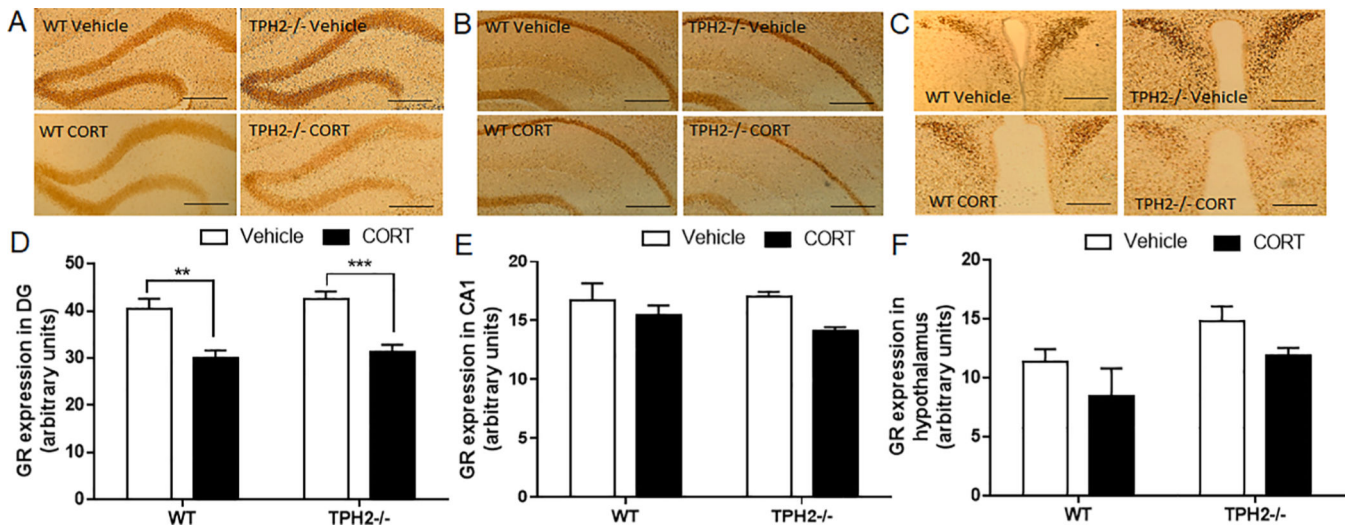 A
WT Vehicle
TPH2-/- Vehicle
WT CORT
TPH2-/- CORT
B
WT Vehicle
TPH2-/- Vehicle
WT CORT
TPH2-/- CORT
C
WT Vehicle
TPH2-/- Vehicle
WT CORT
TPH2-/- CORT
D
Vehicle
CORT
GR expression in DG
(arbitrary units)
50
40
30
20
10
0
**
***
WT
TPH2-/-
E
Vehicle
CORT
GR expression in CA1
(arbitrary units)
20
15
10
5
0
WT
TPH2-/-
F
Vehicle
CORT
GR expression in
hypothalamus
(arbitrary units)
20
15
10
5
0
WT
TPH2-/-